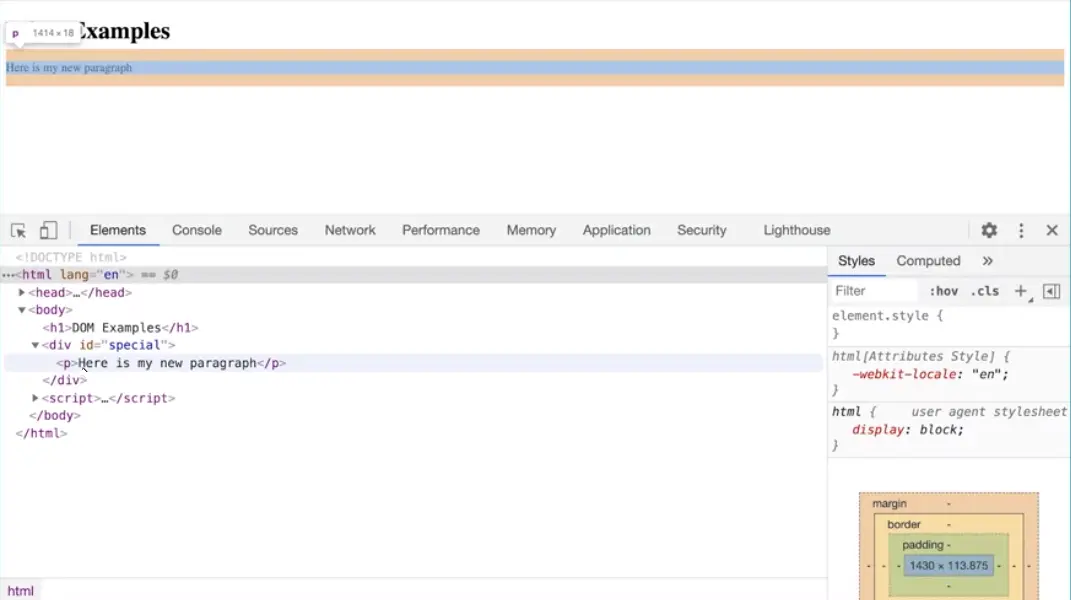 p 1414 × 18 Examples
Here is my new paragraph
Elements Console Sources Network Performance Memory Application Security Lighthouse
<!DOCTYPE html>
…<html lang="en"> == $0
<head>…</head>
<body>
<h1>DOM Examples</h1>
<div id="special">
<p>Here is my new paragraph</p>
</div>
<script>…</script>
</body>
</html>
html
Styles Computed »
Filter :hov .cls +
element.style {
}
html[Attributes Style] {
-webkit-locale: "en";
}
html { user agent stylesheet
display: block;
}
margin -
border -
padding -
- - - 1430 × 113.875 - - -
-